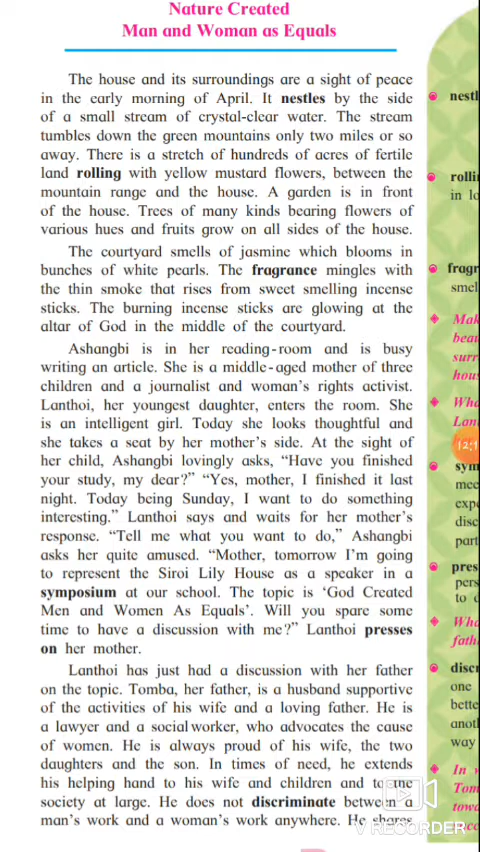 Nature Created
Man and Woman as Equals
The house and its surroundings are a sight of peace
in the early morning of April. It nestles by the side
of a small stream of crystal-clear water. The stream
tumbles down the green mountains only two miles or so
away. There is a stretch of hundreds of acres of fertile
land rolling with yellow mustard flowers, between the
mountain range and the house. A garden is in front
of the house. Trees of many kinds bearing flowers of
various hues and fruits grow on all sides of the house.
The courtyard smells of jasmine which blooms in
bunches of white pearls. The fragrance mingles with
the thin smoke that rises from sweet smelling incense
sticks. The burning incense sticks are glowing at the
altar of God in the middle of the courtyard.
Ashangbi is in her reading-room and is busy
writing an article. She is a middle-aged mother of three
children and a journalist and woman's rights activist.
Lanthoi, her youngest daughter, enters the room. She
is an intelligent girl. Today she looks thoughtful and
she takes a seat by her mother's side. At the sight of
her child, Ashangbi lovingly asks, “Have you finished
your study, my dear?” “Yes, mother, I finished it last
night. Today being Sunday, I want to do something
interesting.” Lanthoi says and waits for her mother's
response. “Tell me what you want to do,” Ashangbi
asks her quite amused. “Mother, tomorrow I'm going
to represent the Siroi Lily House as a speaker in a
symposium at our school. The topic is ‘God Created
Men and Women As Equals’. Will you spare some
time to have a discussion with me?” Lanthoi presses
on her mother.
Lanthoi has just had a discussion with her father
on the topic. Tomba, her father, is a husband supportive
of the activities of his wife and a loving father. He is
a lawyer and a social worker, who advocates the cause
of women. He is always proud of his wife, the two
daughters and the son. In times of need, he extends
his helping hand to his wife and children and to the
society at large. He does not discriminate between a
man's work and a woman's work anywhere. He shares
nestl
rolli
in lo
fragr
smel
Mak
beau
surr
hous
Wha
Lan
12:1
sym
mee
expe
disc
part
pres
pers
to d
Wha
fath
discr
one
bette
anot
way
In w
Tom
towa
V RECORDER